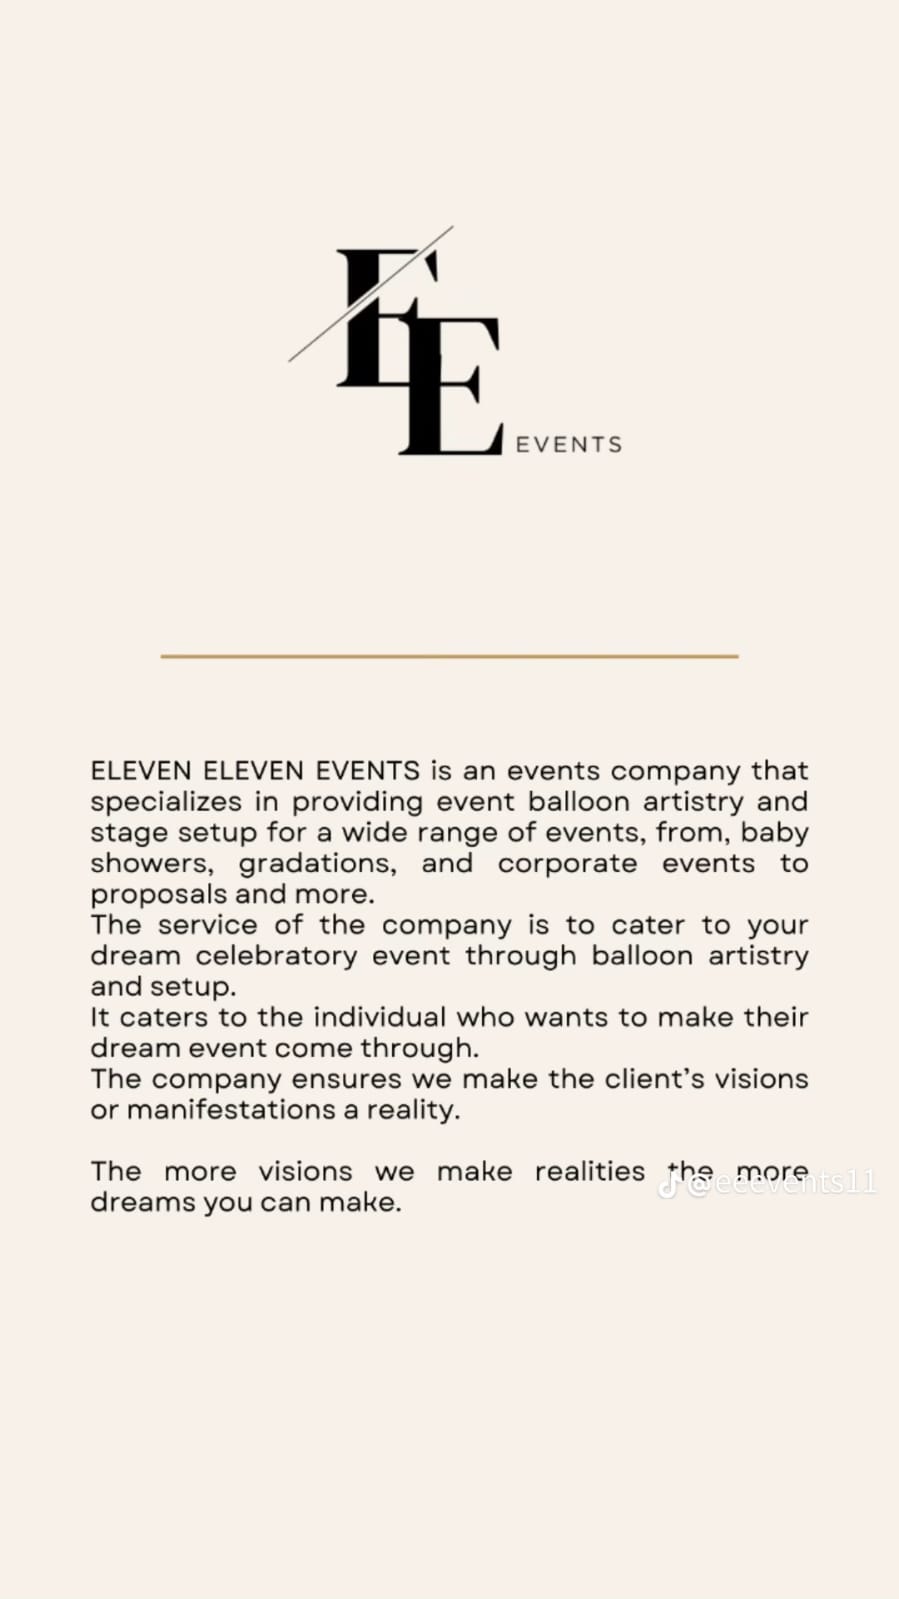 EE
EVENTS
ELEVEN ELEVEN EVENTS is an events company that
specializes in providing event balloon artistry and
stage setup for a wide range of events, from, baby
showers, gradations, and corporate events to
proposals and more.
The service of the company is to cater to your
dream celebratory event through balloon artistry
and setup.
It caters to the individual who wants to make their
dream event come through.
The company ensures we make the client’s visions
or manifestations a reality.
The more visions we make realities the more
dreams you can make.
@eeevents11